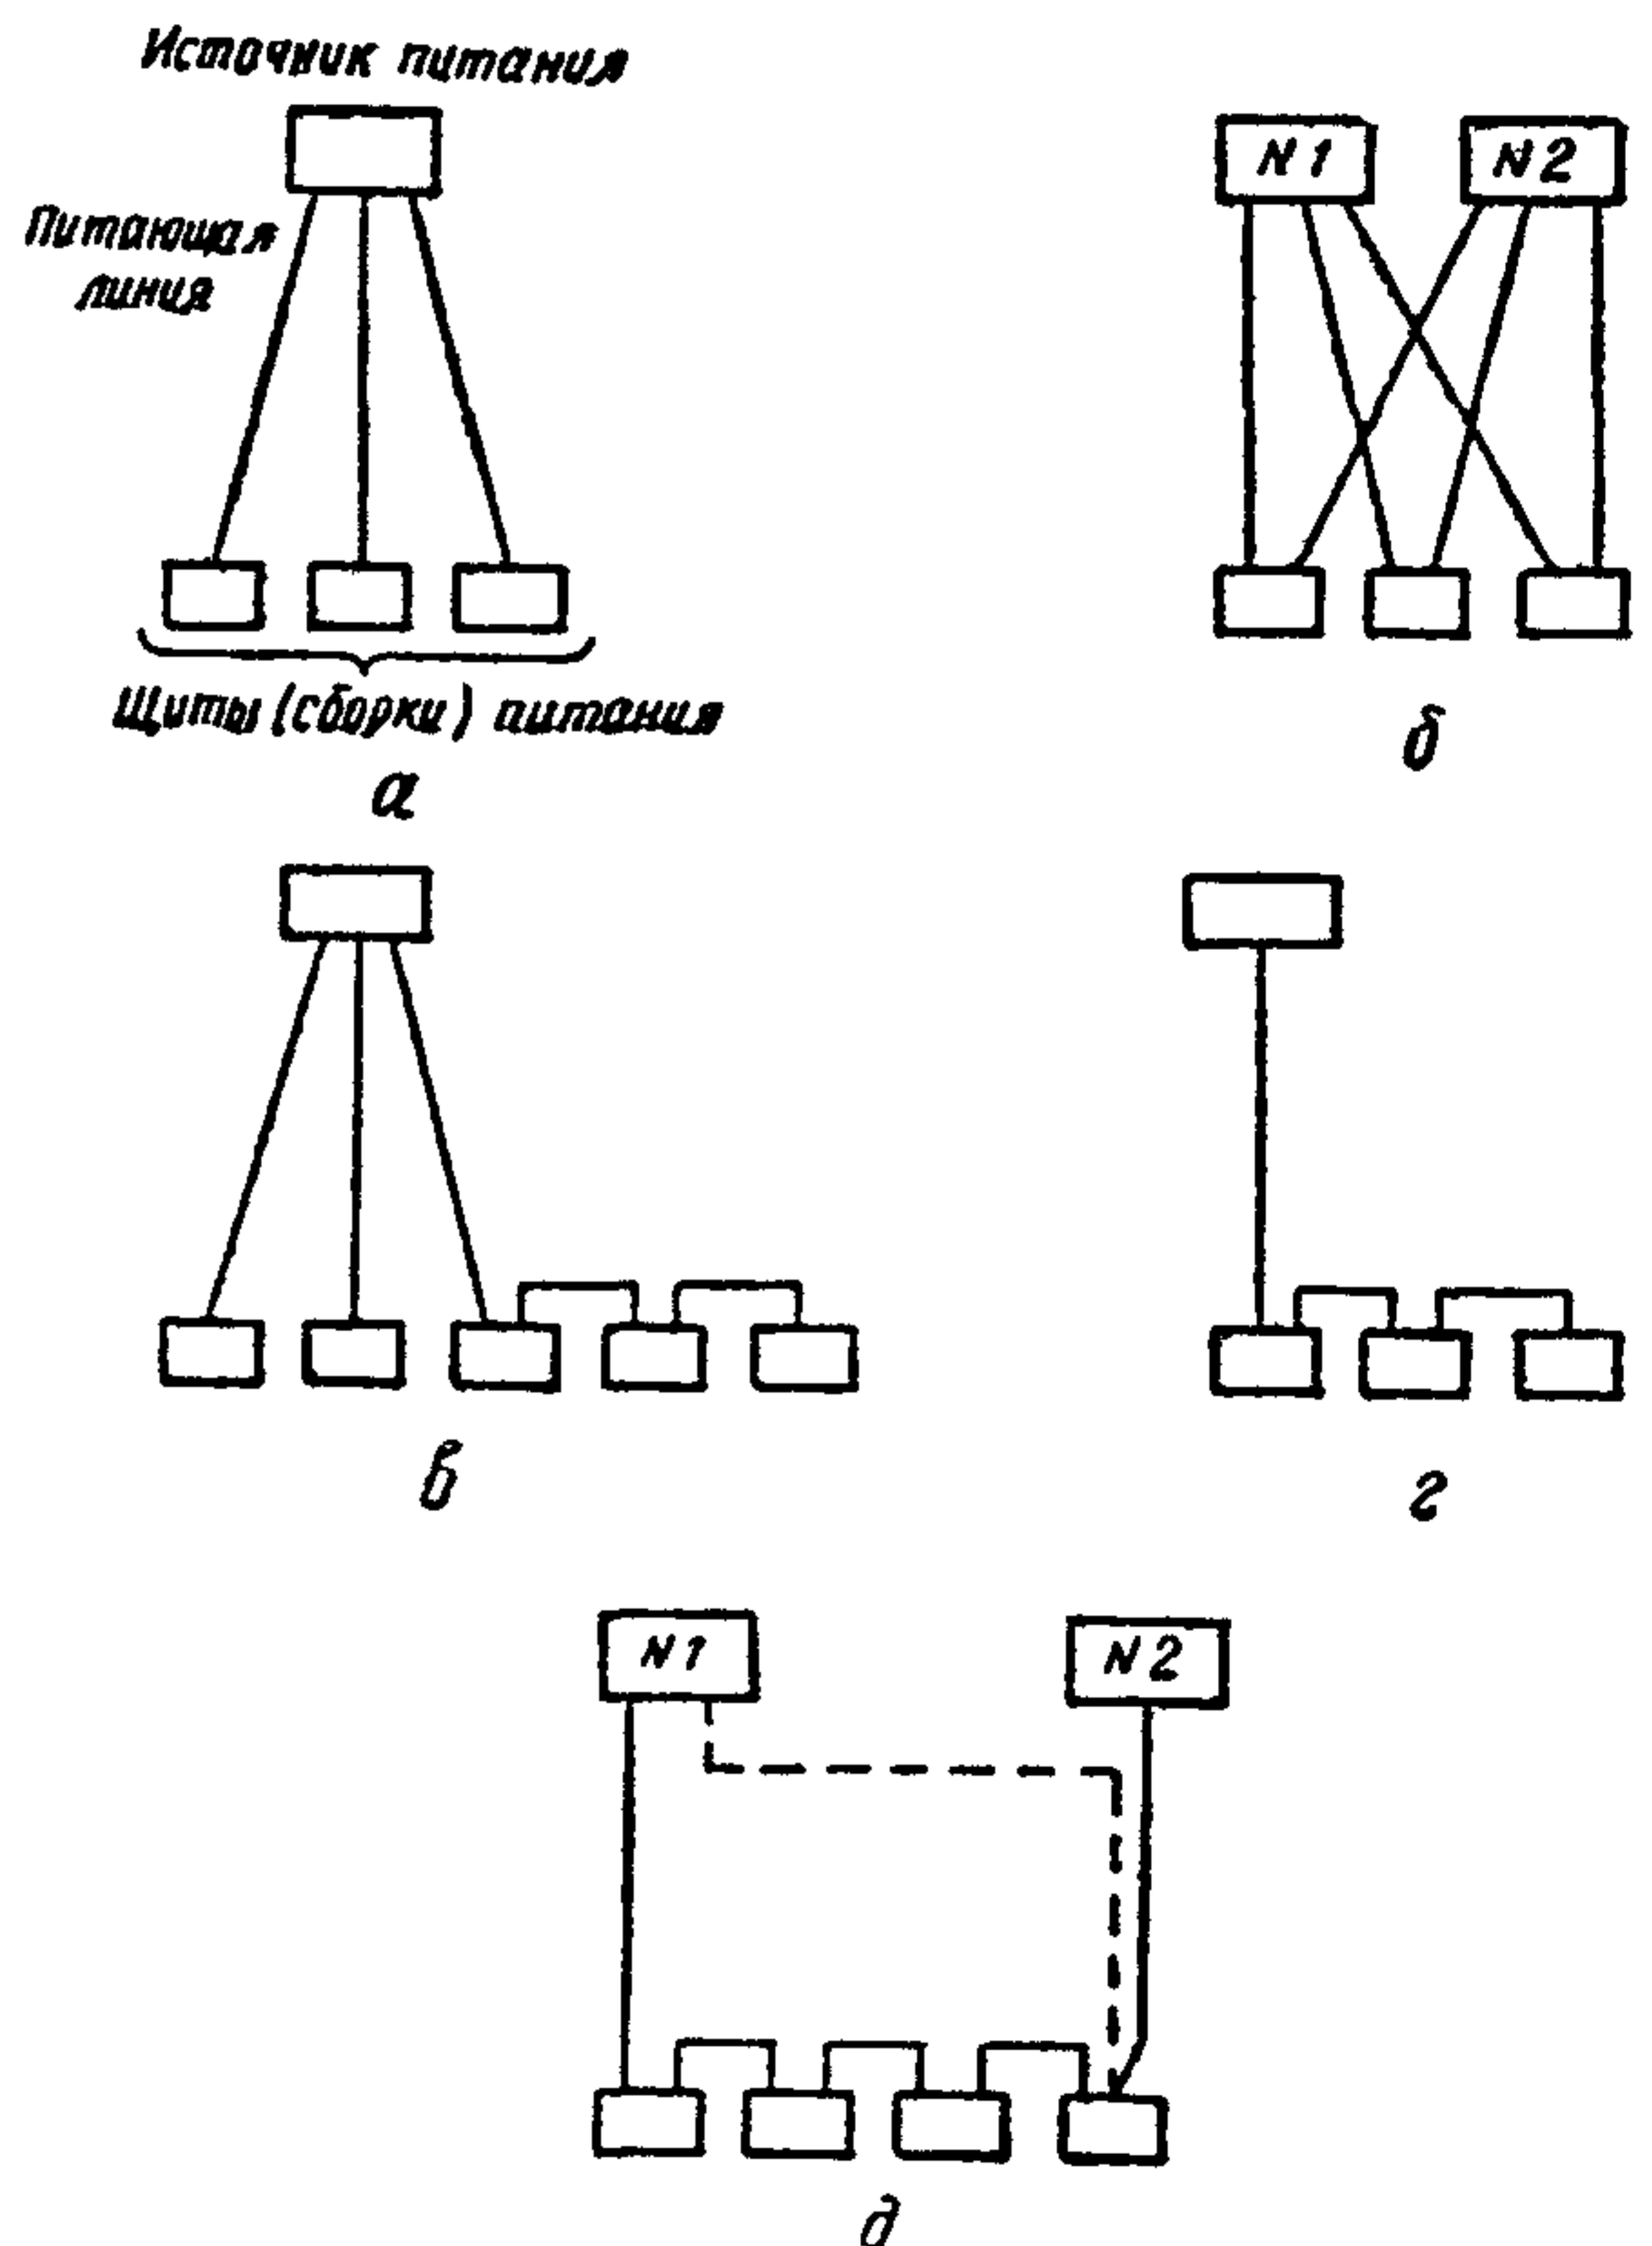 Источник питания
Питающая
линия
Щиты (сборки) питания
а
N1
N2
б
в
г
N1
N2
д